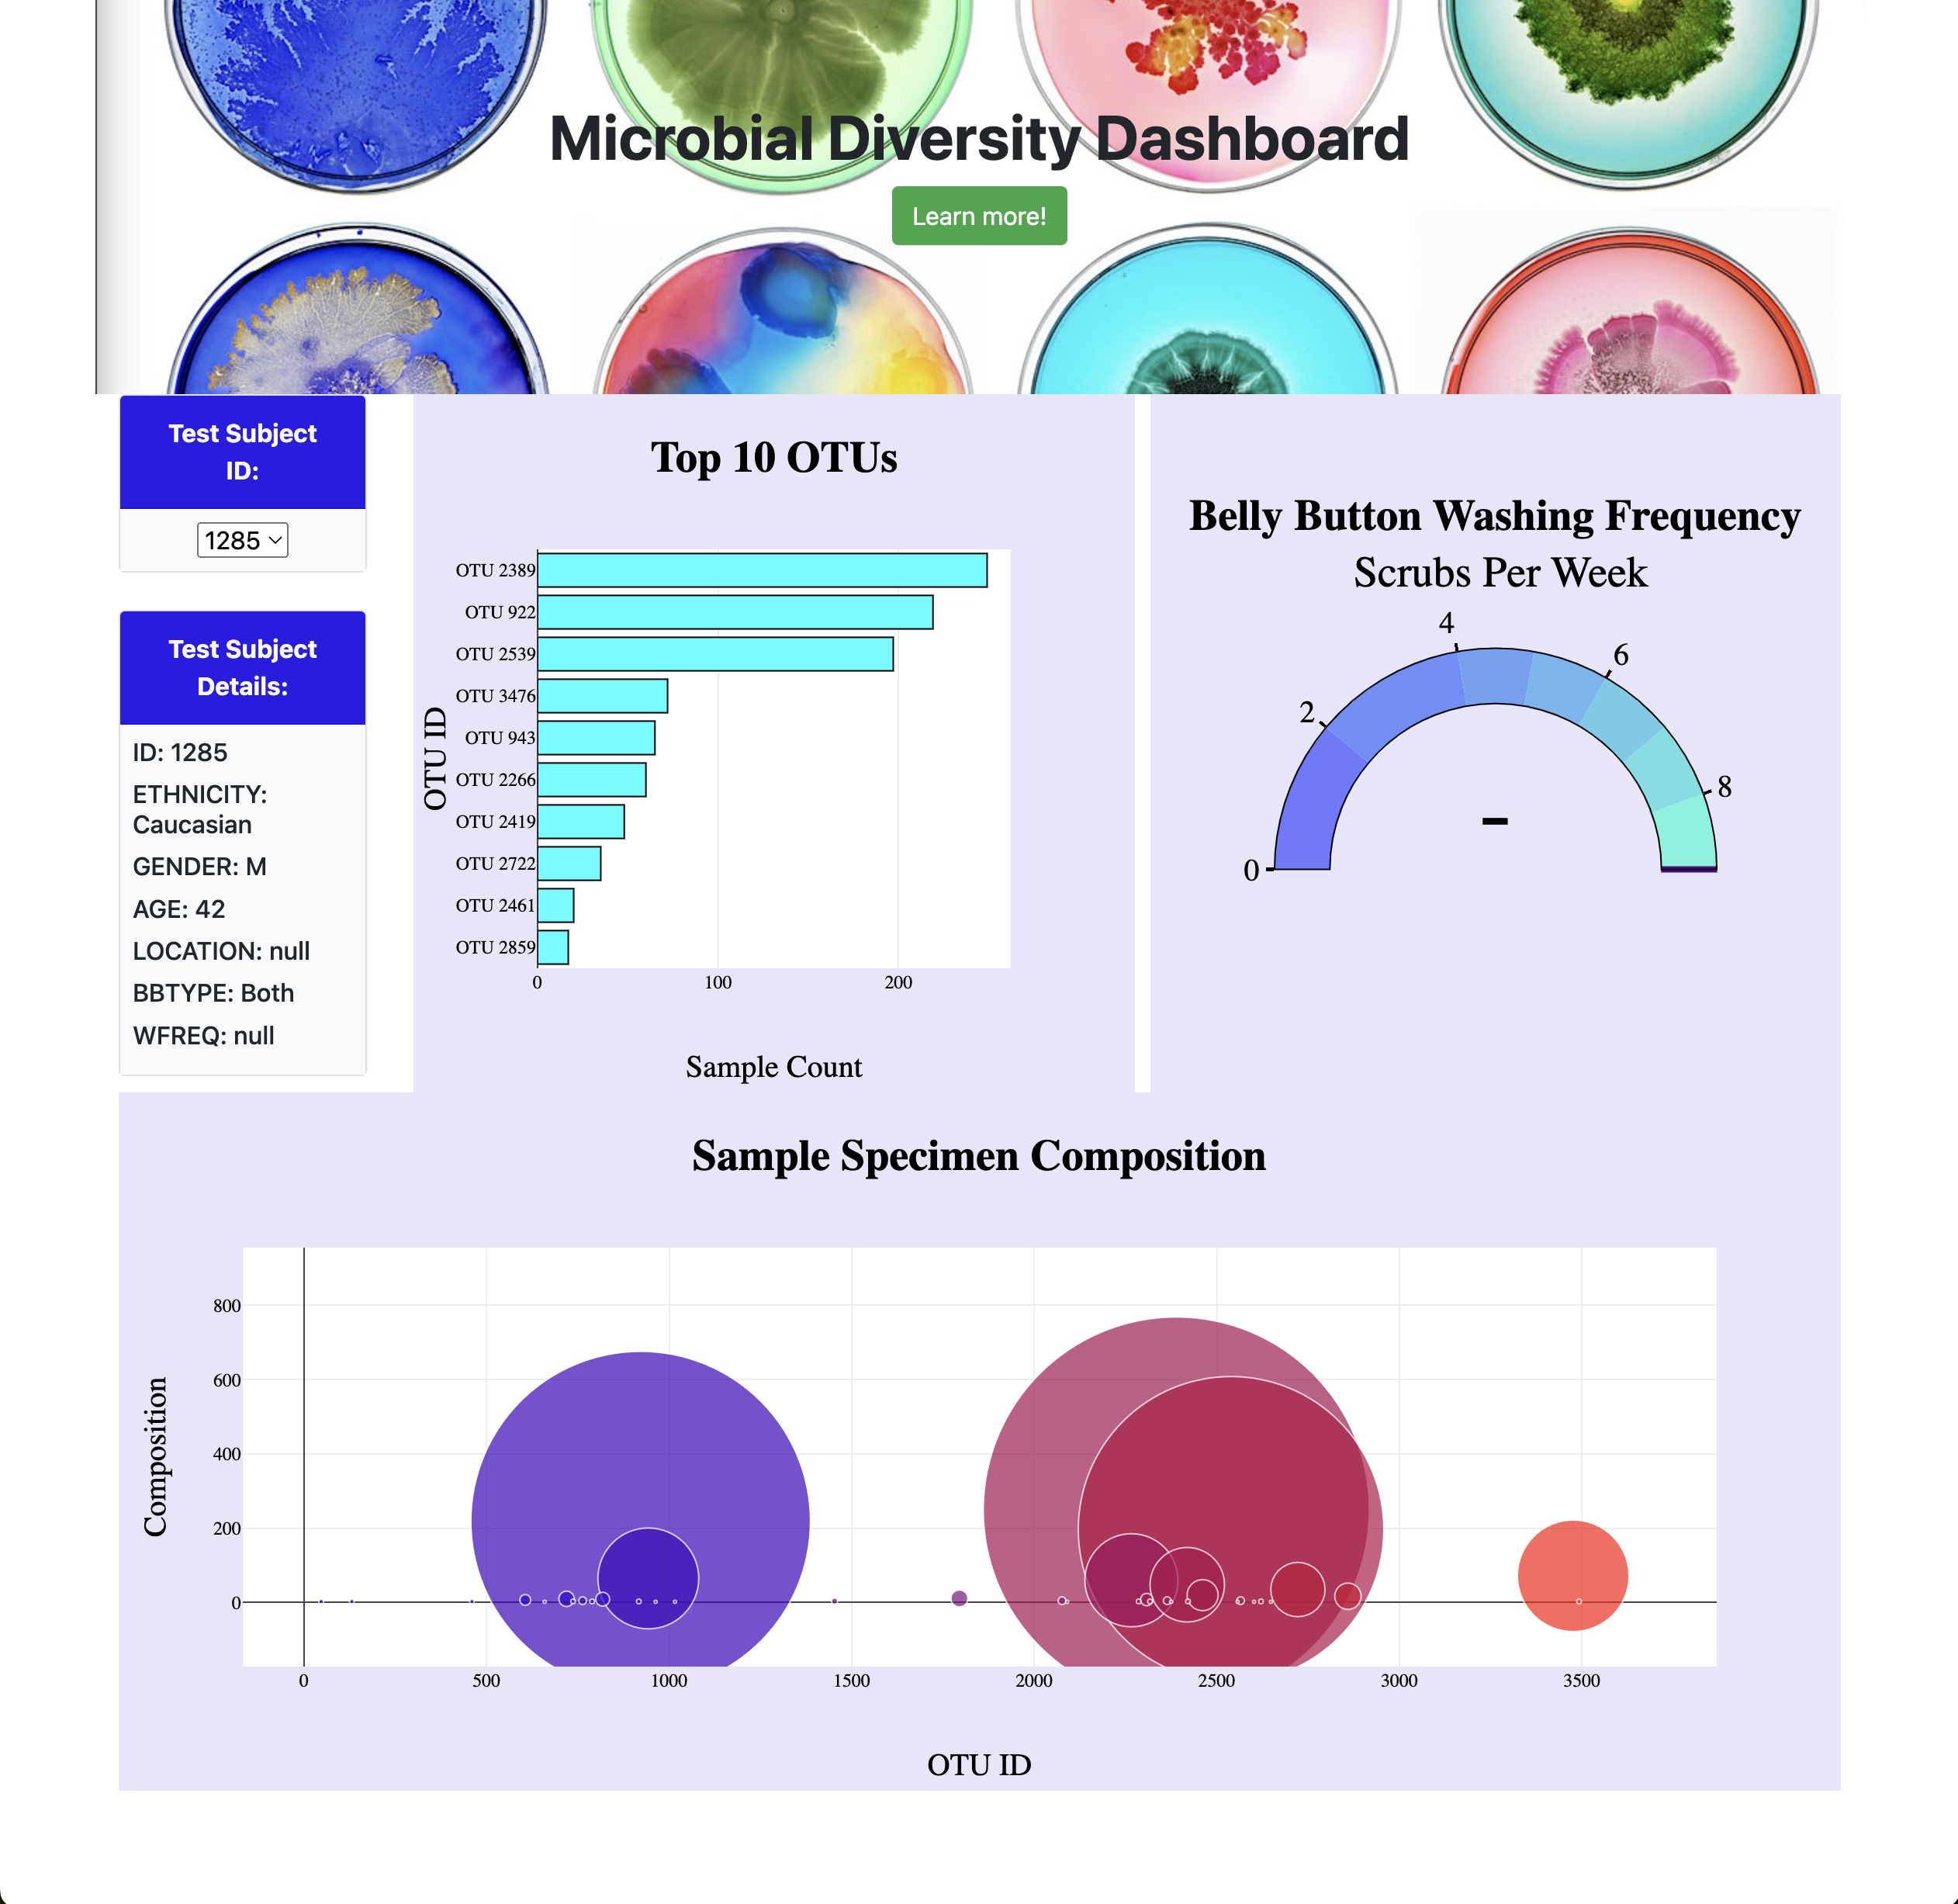 Microbial Diversity Dashboard
Learn more!
Test Subject
ID:
1285
Test Subject
Details:
ID: 1285
ETHNICITY:
Caucasian
GENDER: M
AGE: 42
LOCATION: null
BBTYPE: Both
WFREQ: null
Top 10 OTUs
OTU ID
OTU 2389
OTU 922
OTU 2539
OTU 3476
OTU 943
OTU 2266
OTU 2419
OTU 2722
OTU 2461
OTU 2859
0 100 200
Sample Count
Belly Button Washing Frequency
Scrubs Per Week
0
2
4
6
8
-
Sample Specimen Composition
Composition
800
600
400
200
0
0 500 1000 1500 2000 2500 3000 3500
OTU ID